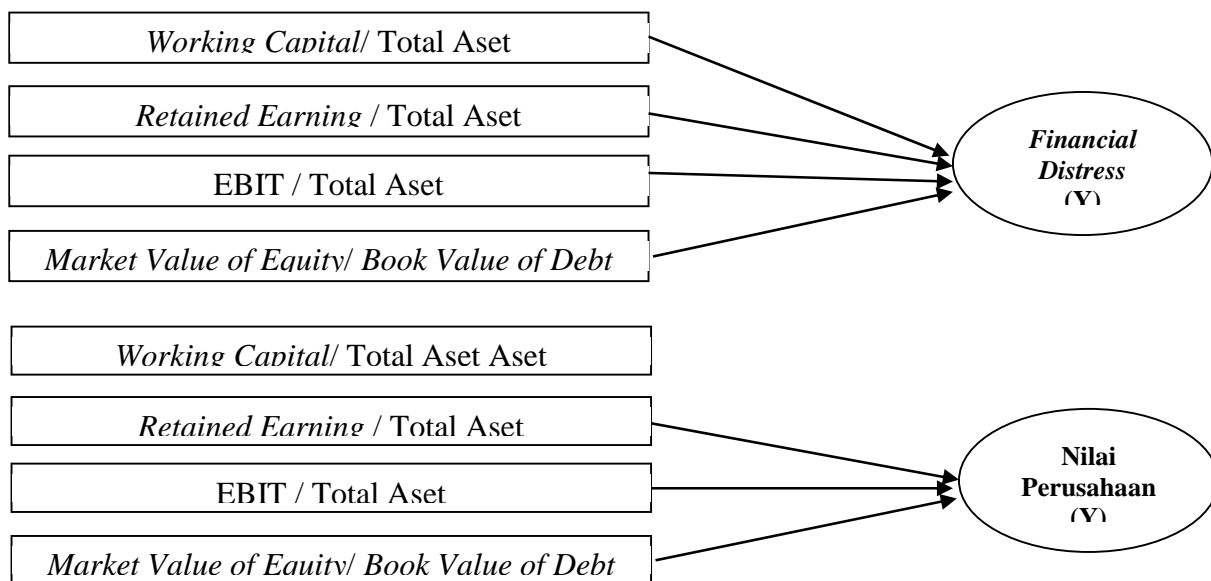 Working Capital/ Total Aset
Retained Earning / Total Aset
EBIT / Total Aset
Market Value of Equity/ Book Value of Debt
Financial
Distress
(Y)
Working Capital/ Total Aset Aset
Retained Earning / Total Aset
EBIT / Total Aset
Market Value of Equity/ Book Value of Debt
Nilai
Perusahaan
(Y)